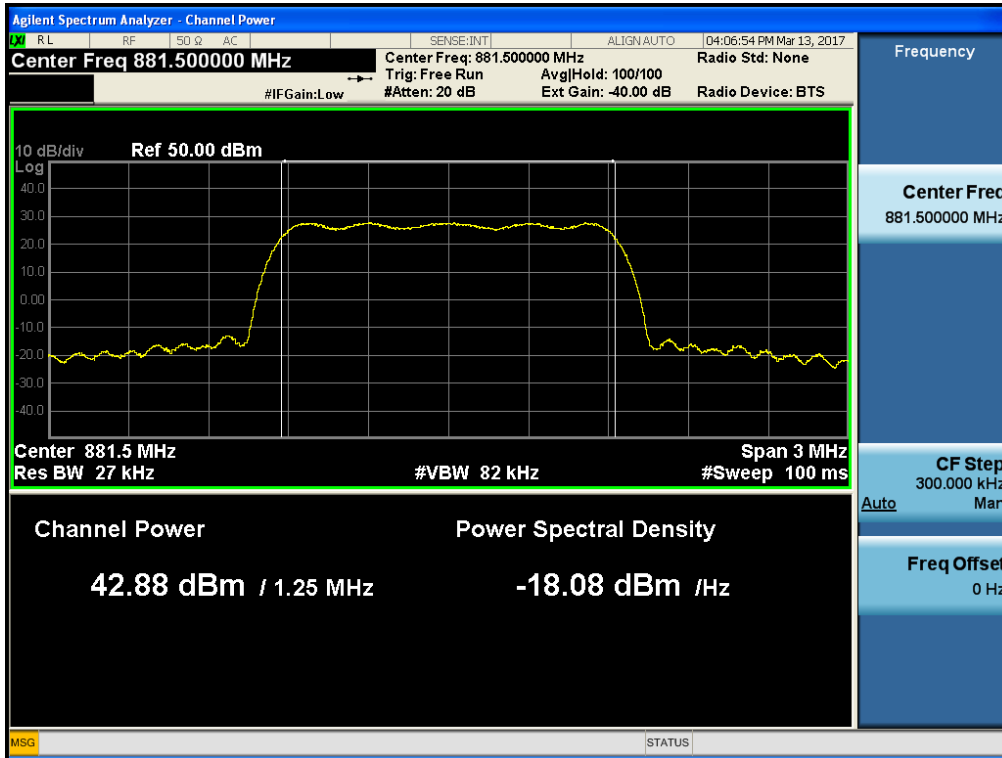 Agilent Spectrum Analyzer - Channel Power
LXI RL RF 50 Ω AC SENSE:INT ALIGN AUTO 04:06:54 PM Mar 13, 2017
Center Freq 881.500000 MHz
Center Freq: 881.500000 MHz Radio Std: None
Trig: Free Run Avg|Hold: 100/100
#IFGain:Low #Atten: 20 dB Ext Gain: -40.00 dB Radio Device: BTS
10 dB/div Ref 50.00 dBm
Log
40.0
30.0
20.0
10.0
0.00
-10.0
-20.0
-30.0
-40.0
Center 881.5 MHz Span 3 MHz
Res BW 27 kHz #VBW 82 kHz #Sweep 100 ms
Channel Power Power Spectral Density
42.88 dBm / 1.25 MHz -18.08 dBm /Hz
Frequency
Center Freq
881.500000 MHz
CF Step
300.000 kHz
Auto Man
Freq Offset
0 Hz
MSG STATUS